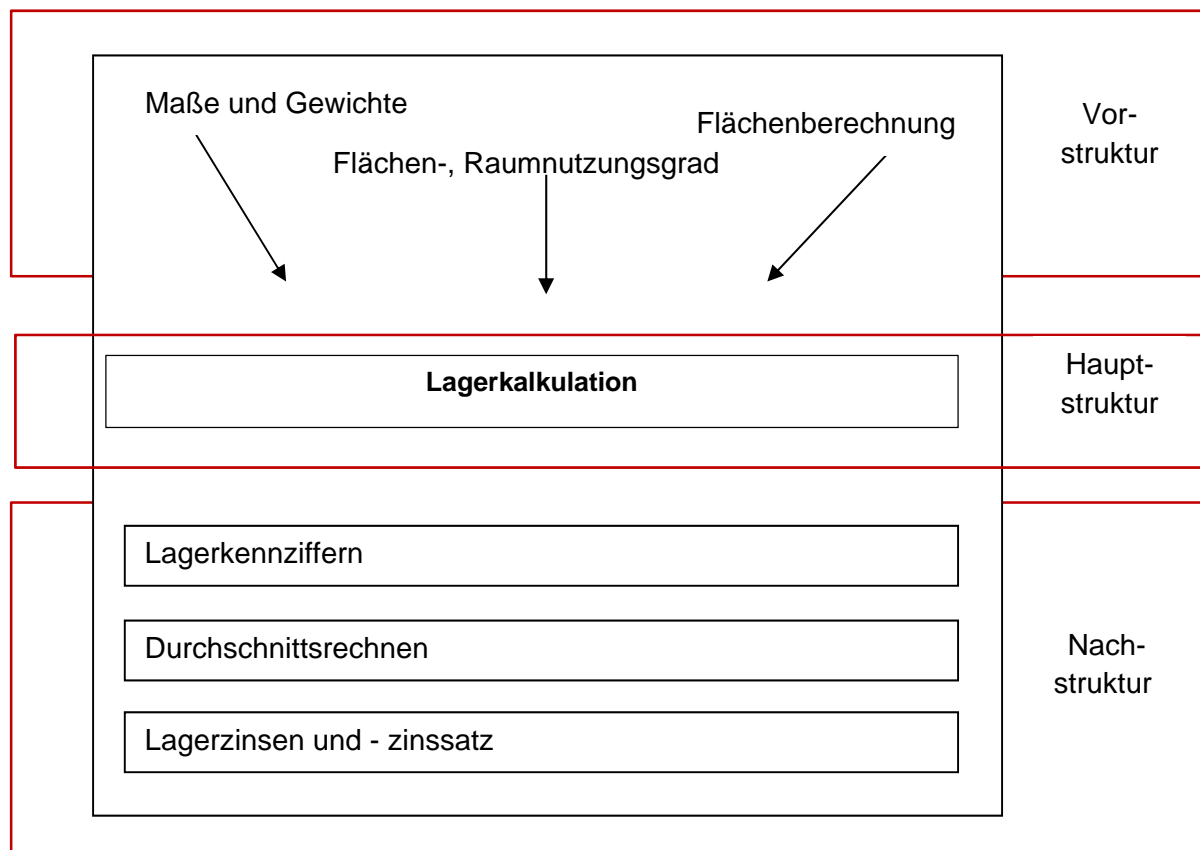 Maße und Gewichte
Flächenberechnung
Flächen-, Raumnutzungsgrad
Vor-
struktur
Lagerkalkulation
Haupt-
struktur
Lagerkennziffern
Durchschnittsrechnen
Lagerzinsen und - zinssatz
Nach-
struktur